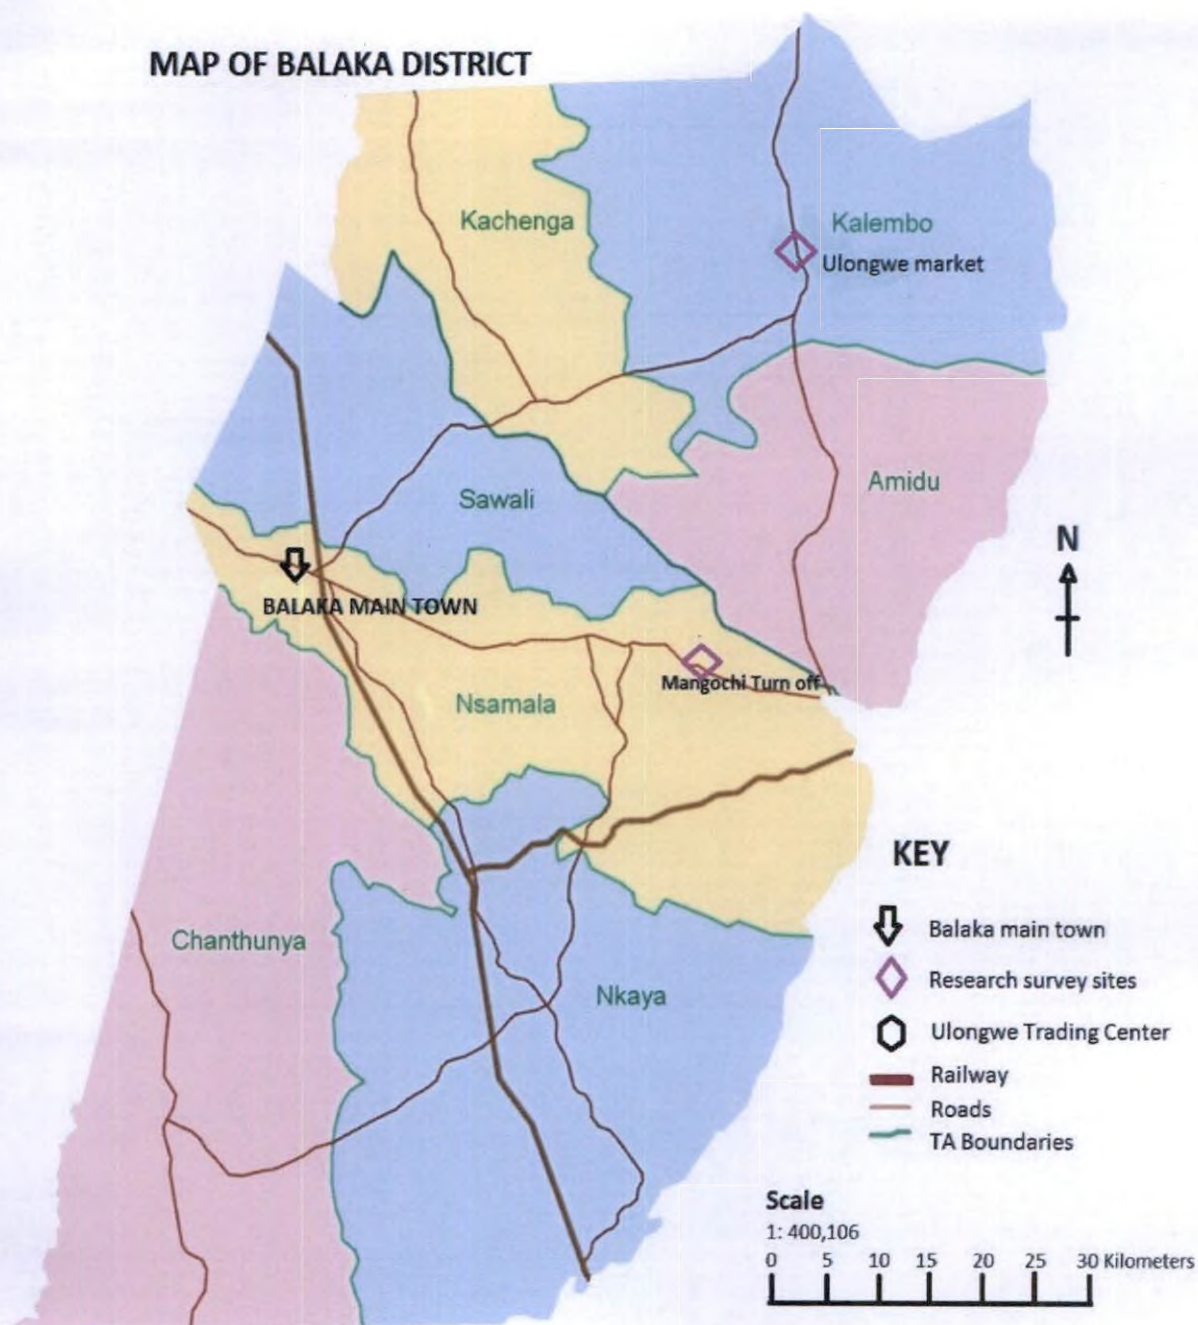 MAP OF BALAKA DISTRICT
Kachenga
Kalembo
Ulongwe market
Sawali
Amidu
N
BALAKA MAIN TOWN
Mangochi Turn off
Nsamala
KEY
Balaka main town
Chanthunya
Research survey sites
Nkaya
Ulongwe Trading Center
Railway
Roads
TA Boundaries
Scale
1: 400,106
0 5 10 15 20 25 30 Kilometers